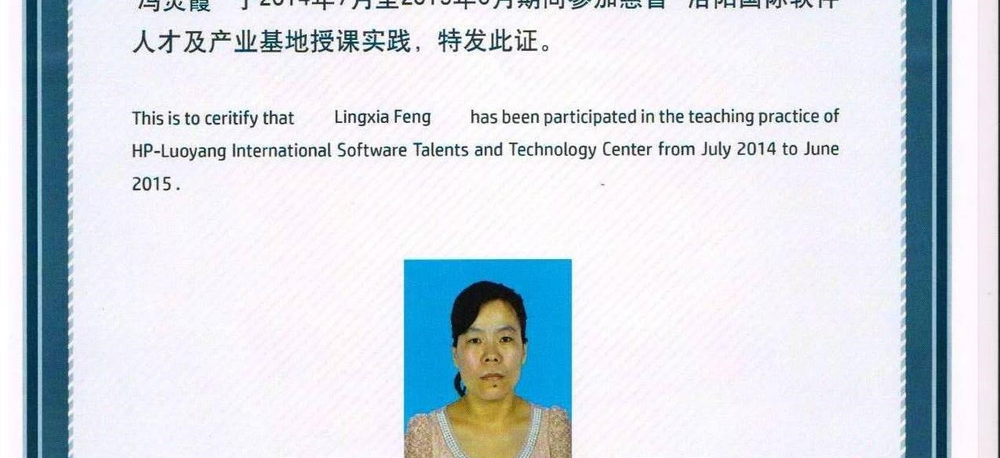 人才及产业基地授课实践，特发此证。
This is to ceritify that Lingxia Feng has been participated in the teaching practice of
HP-Luoyang International Software Talents and Technology Center from July 2014 to June
2015 .